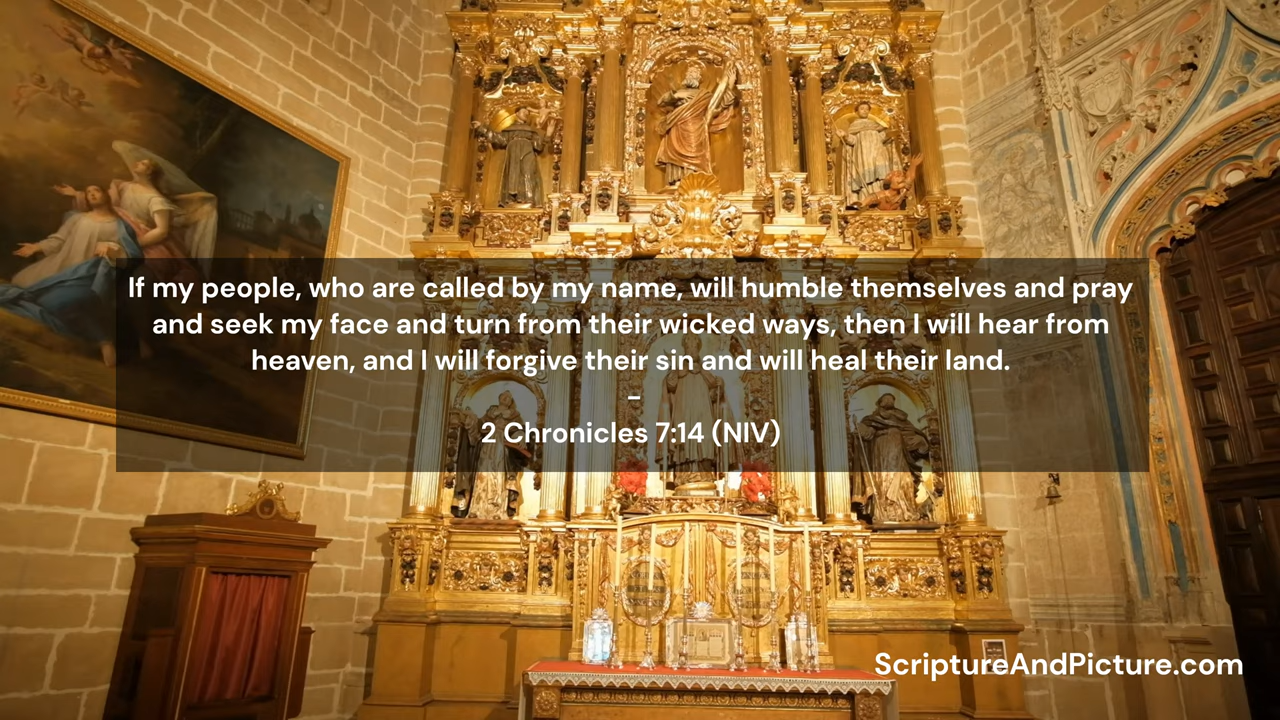 If my people, who are called by my name, will humble themselves and pray
and seek my face and turn from their wicked ways, then I will hear from
heaven, and I will forgive their sin and will heal their land.
-
2 Chronicles 7:14 (NIV)
ScriptureAndPicture.com